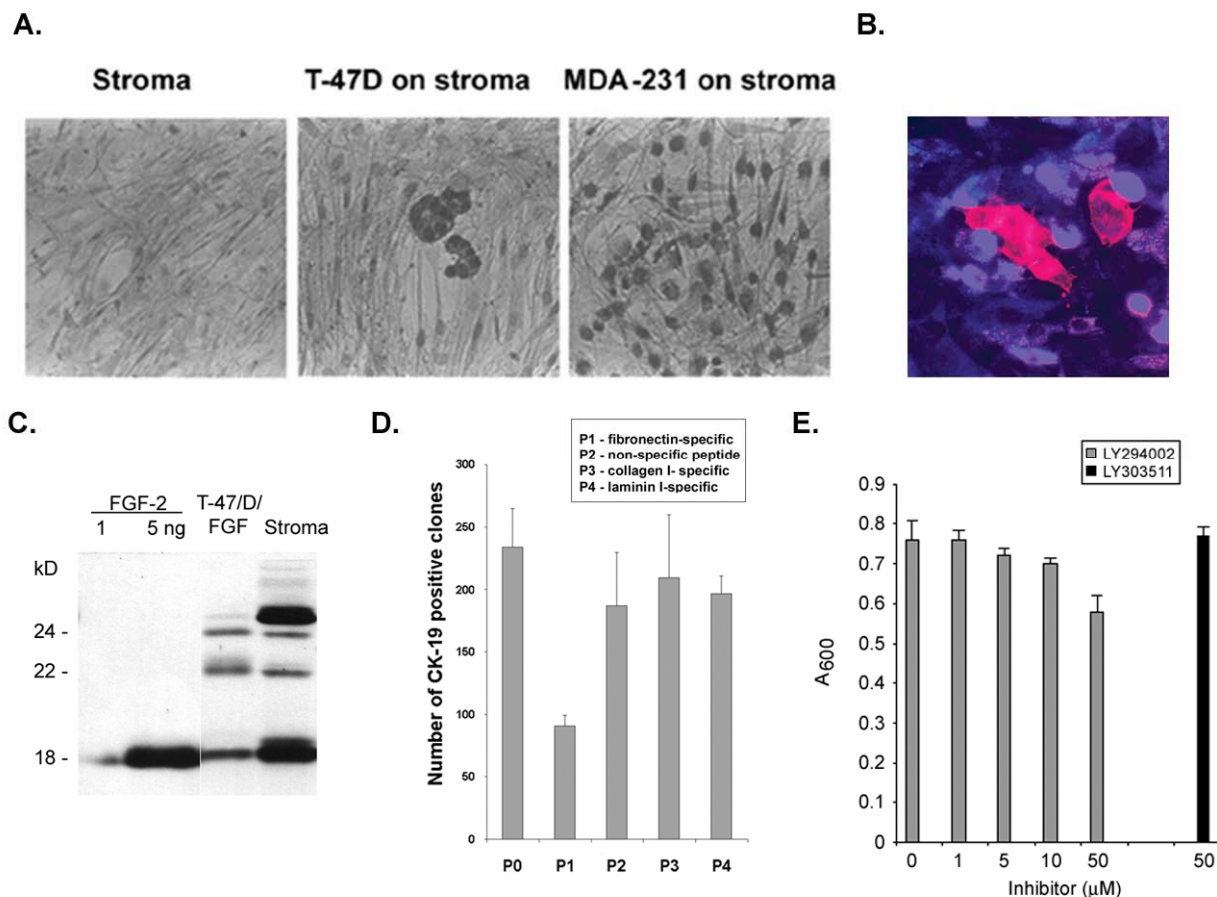 A.
B.
Stroma
T-47D on stroma
MDA-231 on stroma
C.
D.
E.
FGF-2
T-47/D/
1
5 ng
FGF
Stroma
kD
24 -
22 -
18 -
P1 - fibronectin-specific
P2 - non-specific peptide
P3 - collagen I- specific
P4 - laminin I-specific
Number of CK-19 positive clones
300
250
200
150
100
50
0
P0
P1
P2
P3
P4
LY294002
LY303511
A600
0.9
0.8
0.7
0.6
0.5
0.4
0.3
0.2
0.1
0
0
1
5
10
50
50
Inhibitor (µM)